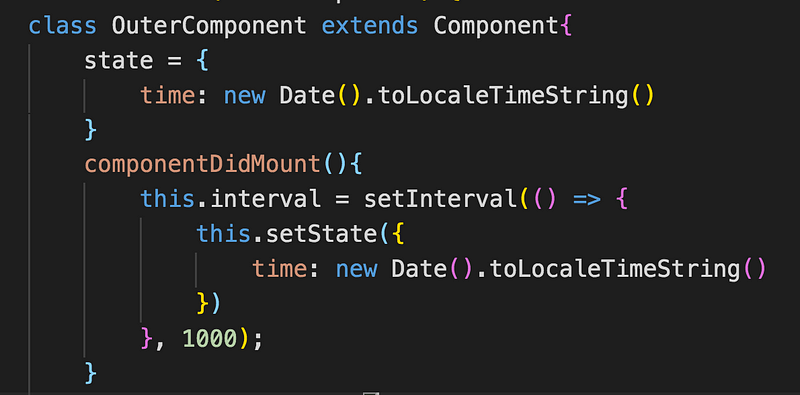 class OuterComponent extends Component{
state = {
time: new Date().toLocaleTimeString()
}
componentDidMount(){
this.interval = setInterval(() => {
this.setState({
time: new Date().toLocaleTimeString()
})
}, 1000);
}